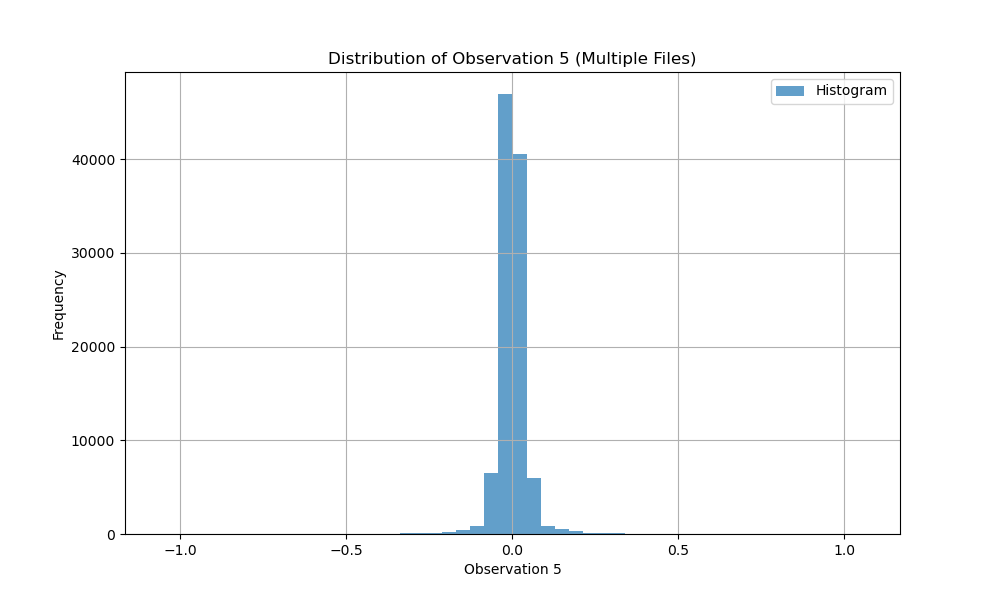 Distribution of Observation 5 (Multiple Files)
Histogram
Frequency
40000
30000
20000
10000
0
−1.0 −0.5 0.0 0.5 1.0
Observation 5